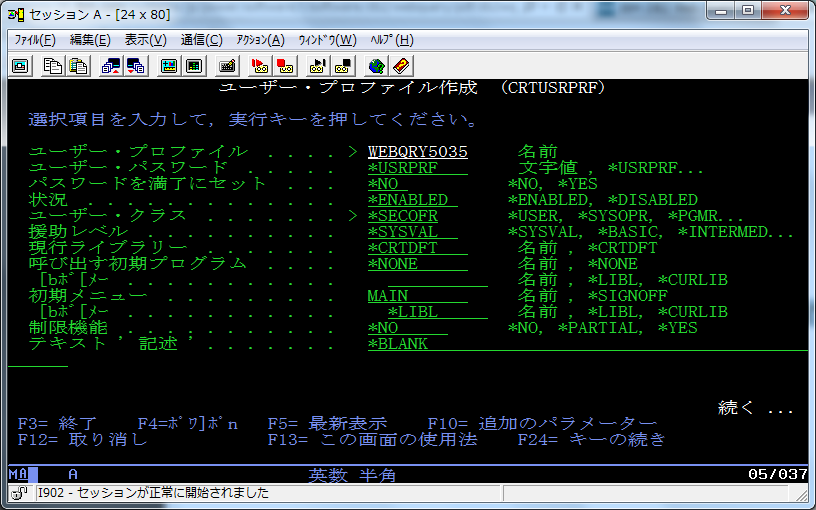 セッション A - [24 x 80]
ﾌｧｲﾙ(F) 編集(E) 表示(V) 通信(C) ｱｸｼｮﾝ(A) ｳｨﾝﾄﾞｳ(W) ﾍﾙﾌﾟ(H)
ユーザー・プロファイル作成 (CRTUSRPRF)
選択項目を入力して, 実行キーを押してください。
ユーザー・プロファイル . . . . > WEBQRY5035 名前
ユーザー・パスワード . . . . . *USRPRF 文字値 , *USRPRF...
パスワードを満了にセット . . . *NO *NO, *YES
状況 . . . . . . . . . . . . . *ENABLED *ENABLED, *DISABLED
ユーザー・クラス . . . . . . . > *SECOFR *USER, *SYSOPR, *PGMR...
援助レベル . . . . . . . . . . *SYSVAL *SYSVAL, *BASIC, *INTERMED...
現行ライブラリー . . . . . . . *CRTDFT 名前 , *CRTDFT
呼び出す初期プログラム . . . . *NONE 名前 , *NONE
[bﾎﾞ[ﾒｰ . . . . . . . . . . . 名前 , *LIBL, *CURLIB
初期メニュー . . . . . . . . . MAIN 名前 , *SIGNOFF
[bﾎﾞ[ﾒｰ . . . . . . . . . . . *LIBL 名前 , *LIBL, *CURLIB
制限機能 . . . . . . . . . . . *NO *NO, *PARTIAL, *YES
テキスト ' 記述 ' . . . . . . . *BLANK
続く ...
F3= 終了 F4=ﾎﾟﾜ]ﾎﾟn F5= 最新表示 F10= 追加のパラメーター
F12= 取り消し F13= この画面の使用法 F24= キーの続き
MA A 英数 半角 05/037
I902 - セッションが正常に開始されました